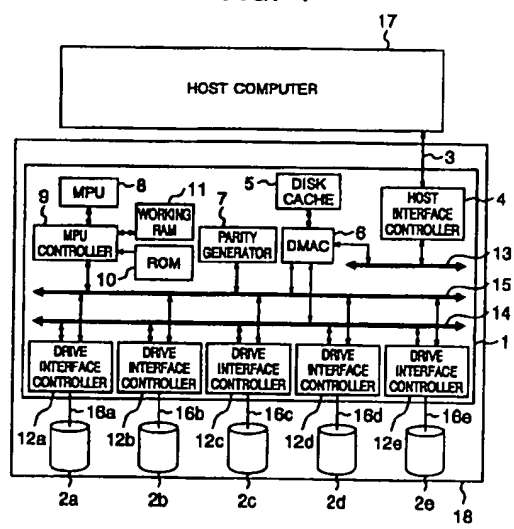 17
HOST COMPUTER
3
MPU
8
11
WORKING RAM
9
MPU CONTROLLER
ROM
10
7
PARITY GENERATOR
5
DISK CACHE
6
DMAC
HOST INTERFACE CONTROLLER
4
13
15
14
1
DRIVE INTERFACE CONTROLLER
DRIVE INTERFACE CONTROLLER
DRIVE INTERFACE CONTROLLER
DRIVE INTERFACE CONTROLLER
DRIVE INTERFACE CONTROLLER
12a
16a
12b
16b
12c
16c
12d
16d
12e
16e
2a
2b
2c
2d
2e
18